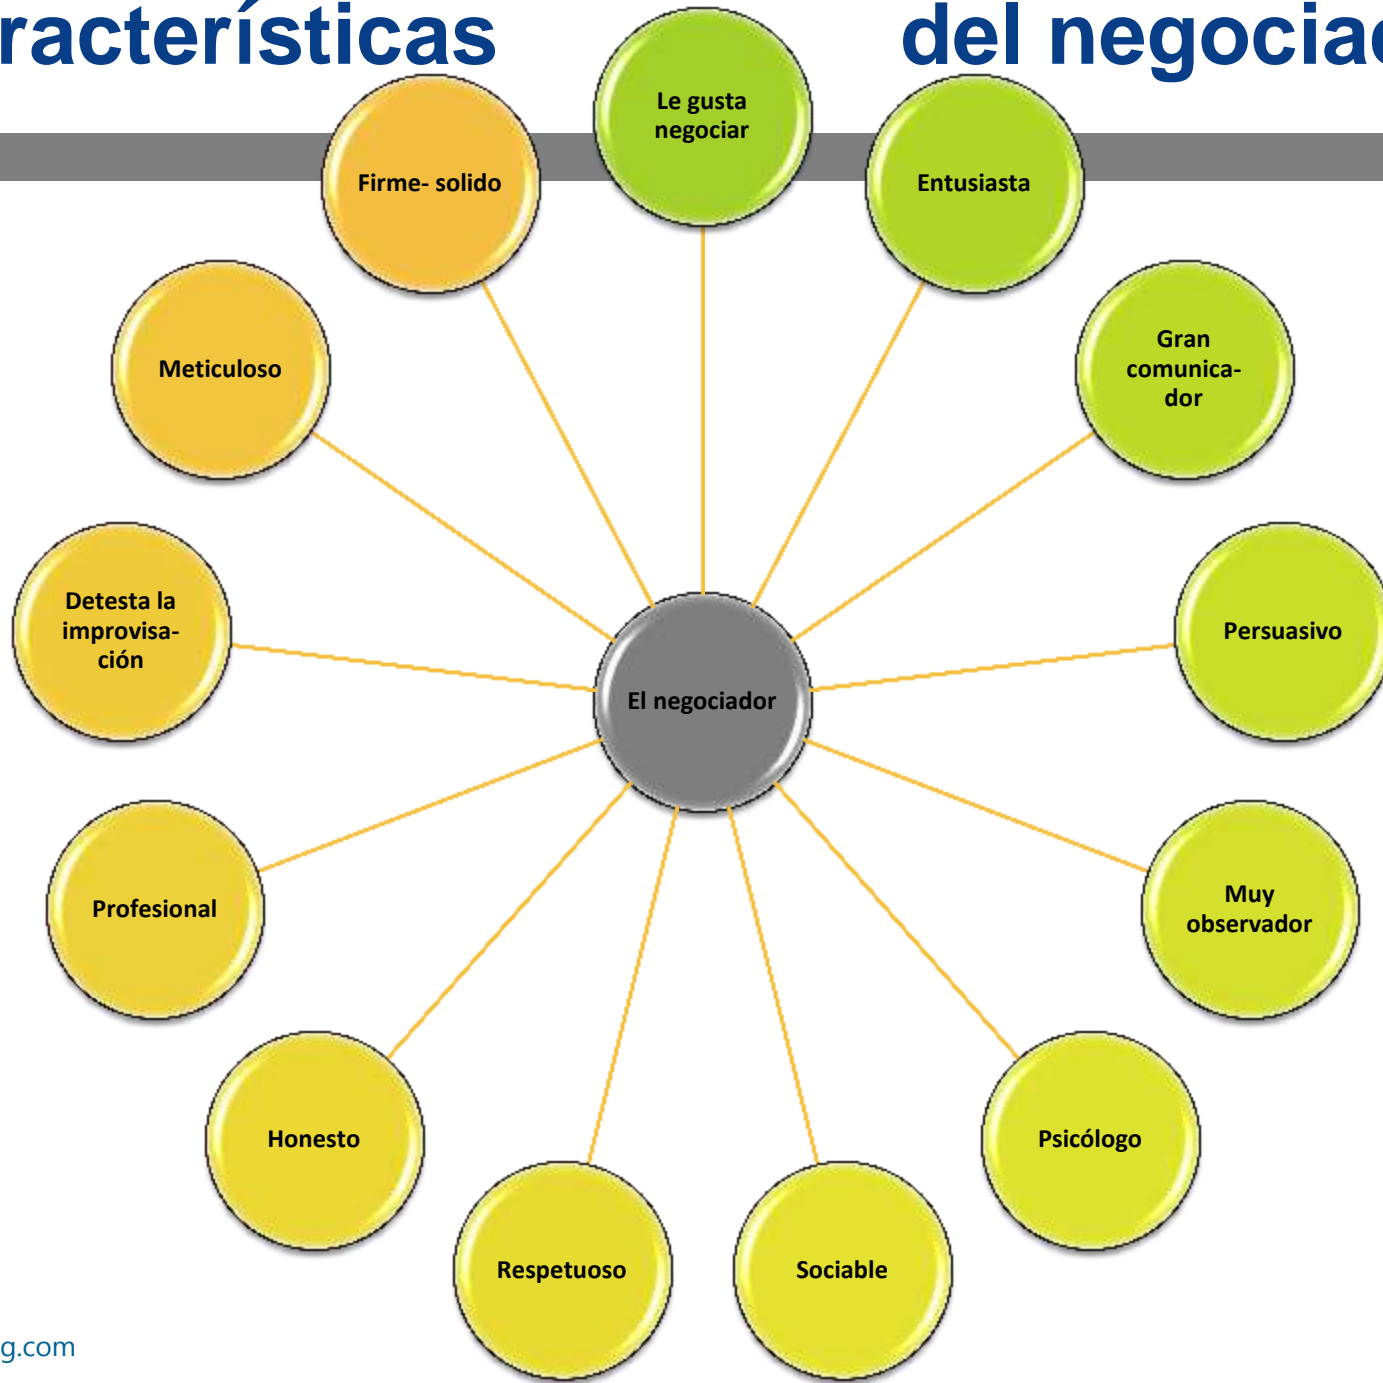 racterísticas del negociad
Le gusta
negociar
Entusiasta
Gran
comunica-
dor
Persuasivo
Muy
observador
Psicólogo
Sociable
Respetuoso
Honesto
Profesional
Detesta la
improvisa-
ción
Meticuloso
Firme- solido
El negociador
g.com